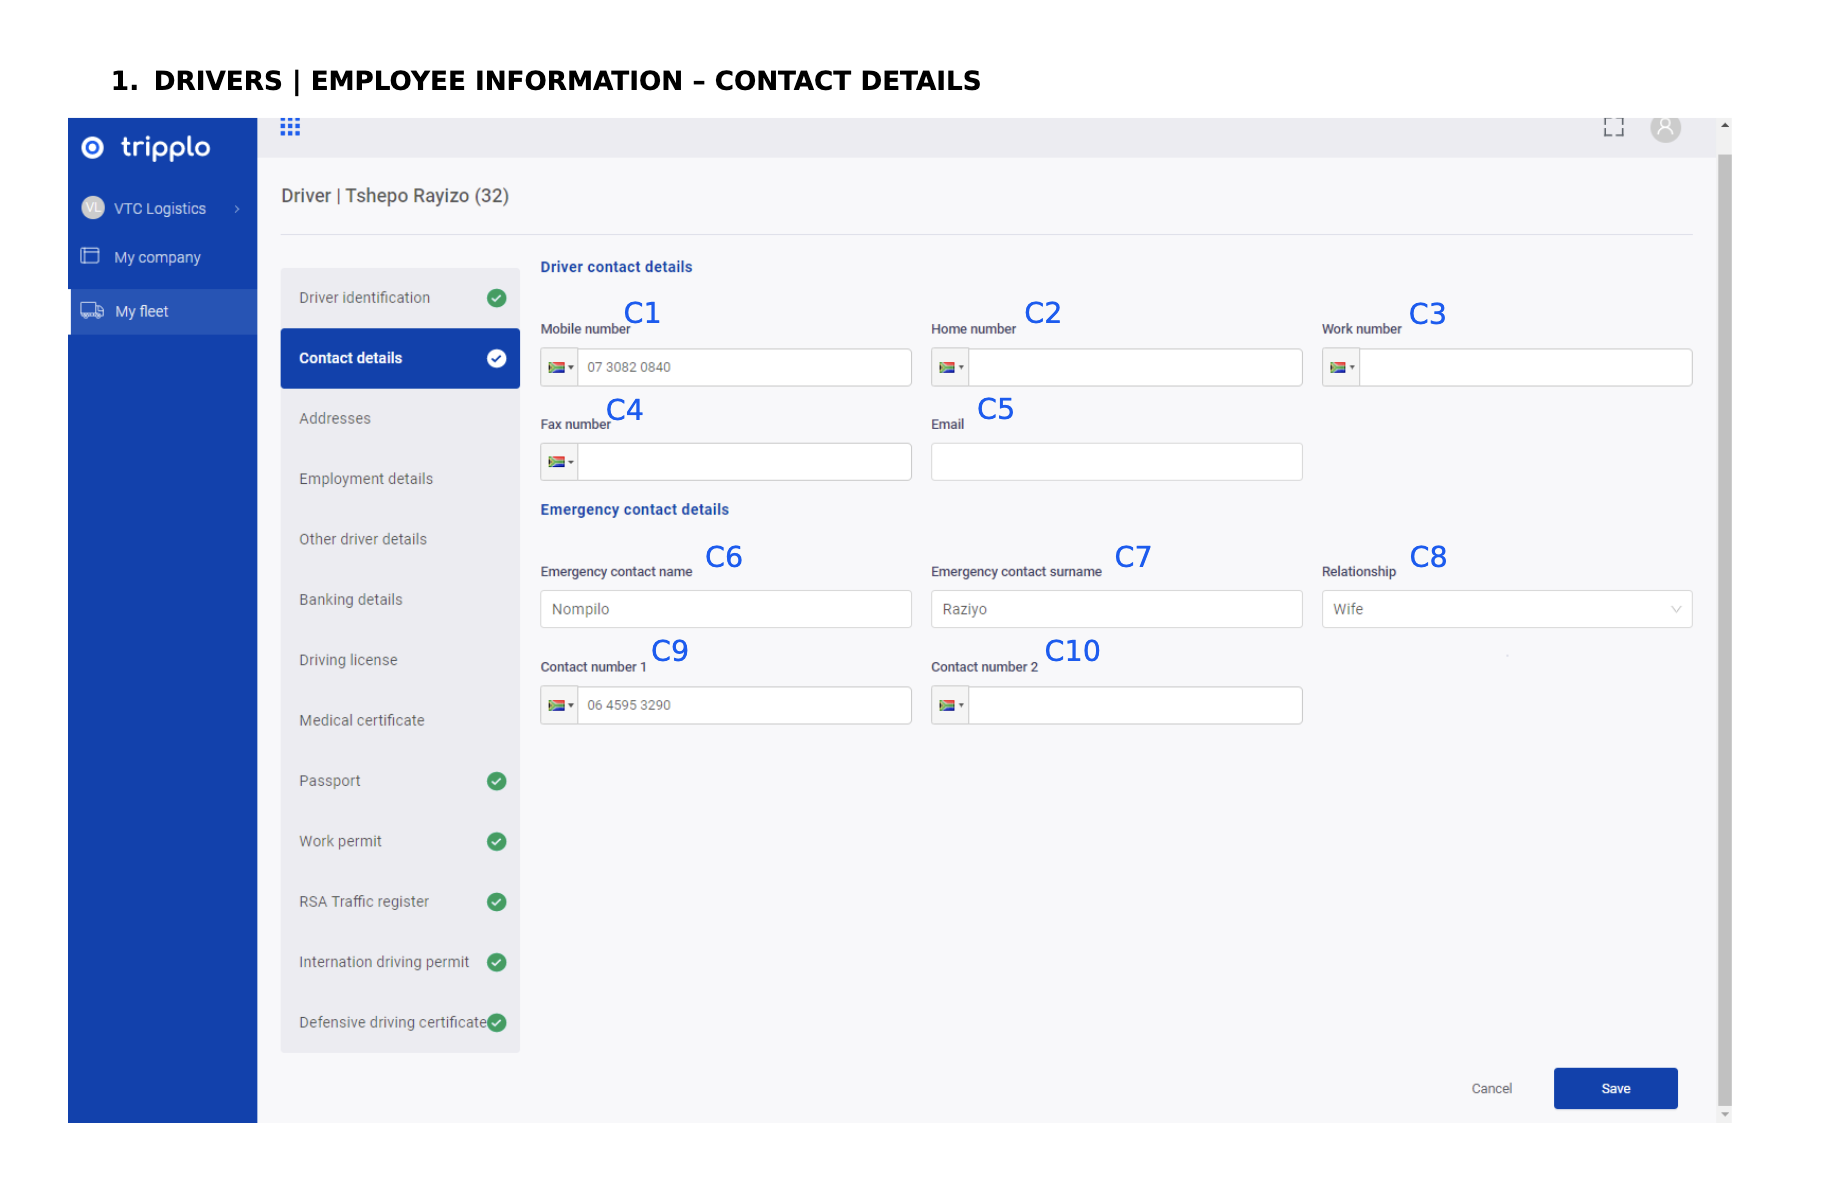 1. DRIVERS | EMPLOYEE INFORMATION – CONTACT DETAILS
tripplo
VL VTC Logistics
My company
My fleet
Driver | Tshepo Rayizo (32)
Driver identification
Contact details
Addresses
Employment details
Other driver details
Banking details
Driving license
Medical certificate
Passport
Work permit
RSA Traffic register
Internation driving permit
Defensive driving certificate
Driver contact details
Mobile number C1 Home number C2 Work number C3
07 3082 0840
Fax number C4 Email C5
Emergency contact details
Emergency contact name C6 Emergency contact surname C7 Relationship C8
Nompilo Raziyo Wife
Contact number 1 C9 Contact number 2 C10
06 4595 3290
Cancel Save